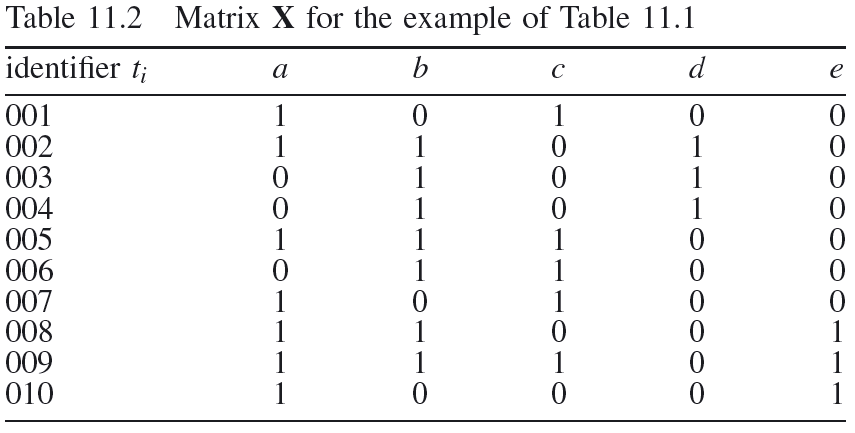 Table 11.2 Matrix X for the example of Table 11.1
identifier tᵢ a b c d e
001 1 0 1 0 0
002 1 1 0 1 0
003 0 1 0 1 0
004 0 1 0 1 0
005 1 1 1 0 0
006 0 1 1 0 0
007 1 0 1 0 0
008 1 1 0 0 1
009 1 1 1 0 1
010 1 0 0 0 1